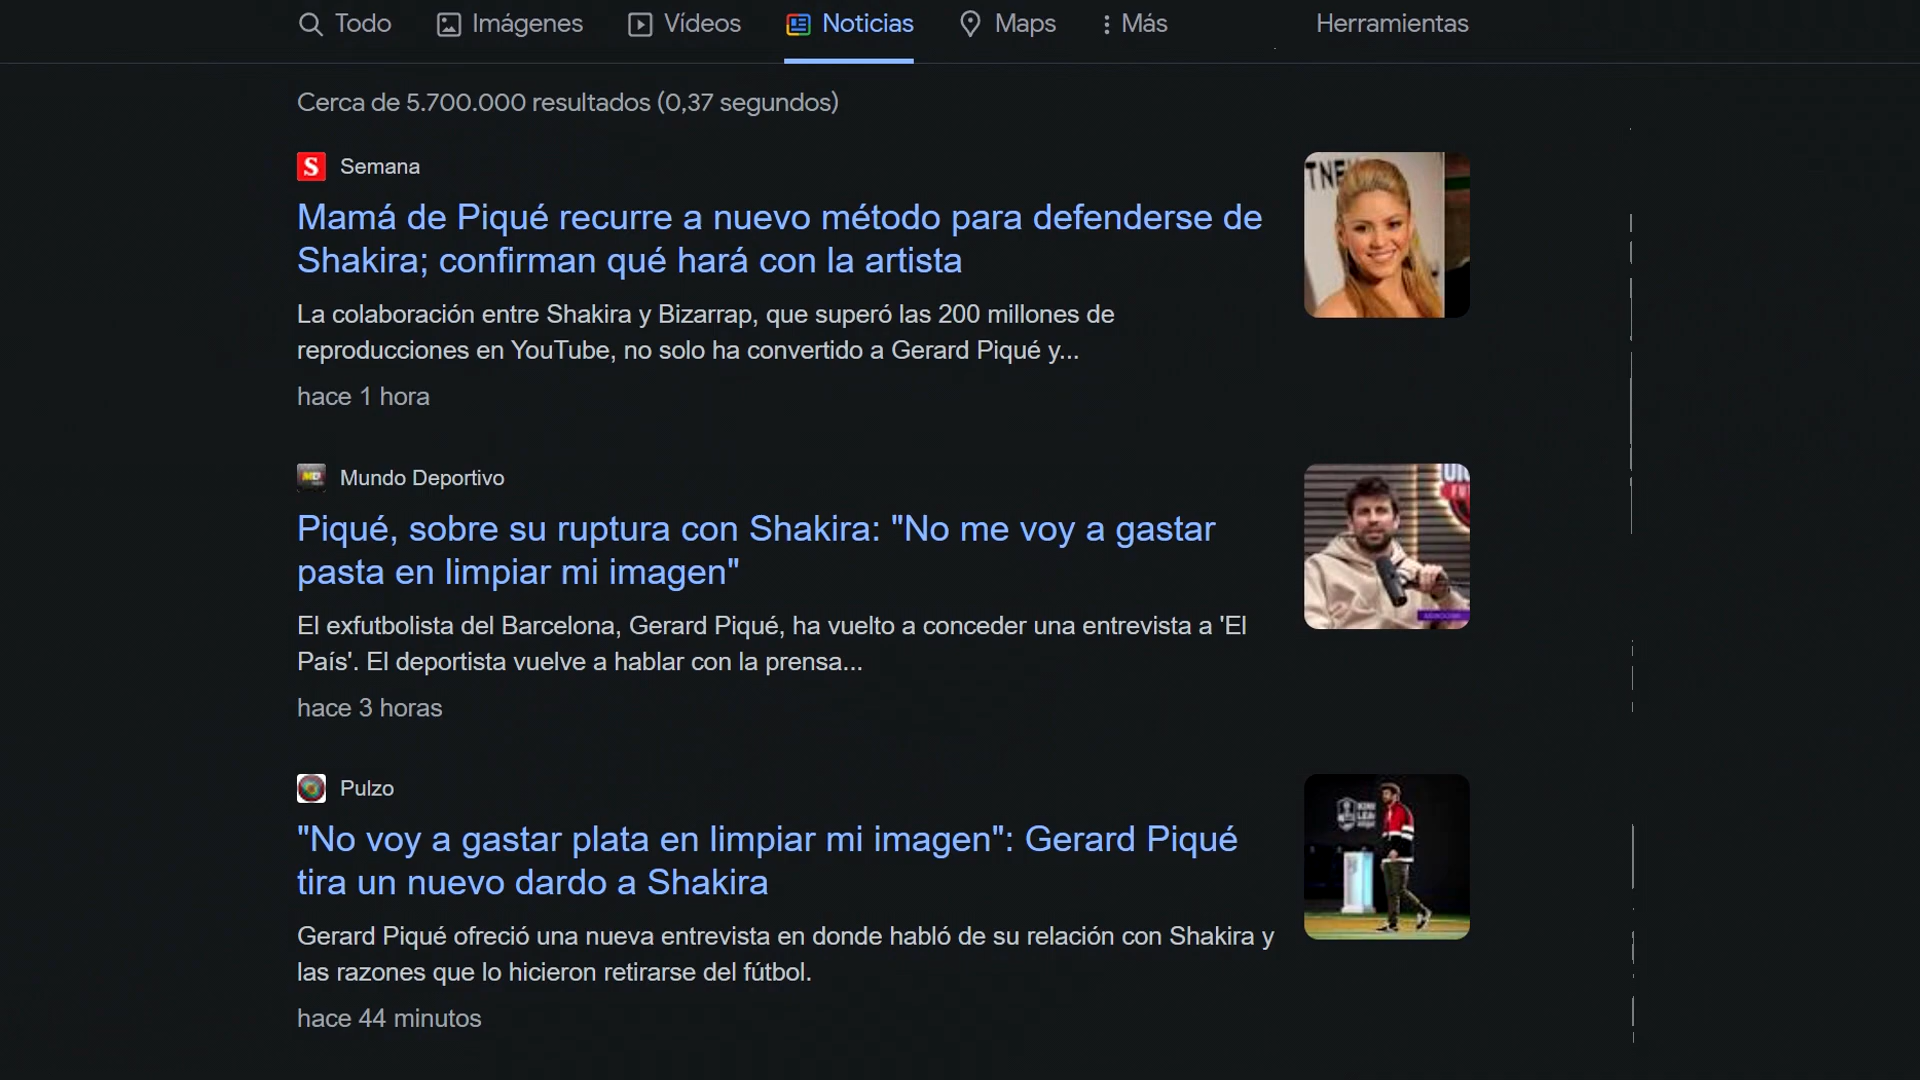 Todo Imágenes Vídeos Noticias Maps Más Herramientas
Cerca de 5.700.000 resultados (0,37 segundos)
S Semana
Mamá de Piqué recurre a nuevo método para defenderse de
Shakira; confirman qué hará con la artista
La colaboración entre Shakira y Bizarrap, que superó las 200 millones de
reproducciones en YouTube, no solo ha convertido a Gerard Piqué y...
hace 1 hora
Mundo Deportivo
Piqué, sobre su ruptura con Shakira: "No me voy a gastar
pasta en limpiar mi imagen"
El exfutbolista del Barcelona, Gerard Piqué, ha vuelto a conceder una entrevista a 'El
País'. El deportista vuelve a hablar con la prensa...
hace 3 horas
Pulzo
"No voy a gastar plata en limpiar mi imagen": Gerard Piqué
tira un nuevo dardo a Shakira
Gerard Piqué ofreció una nueva entrevista en donde habló de su relación con Shakira y
las razones que lo hicieron retirarse del fútbol.
hace 44 minutos